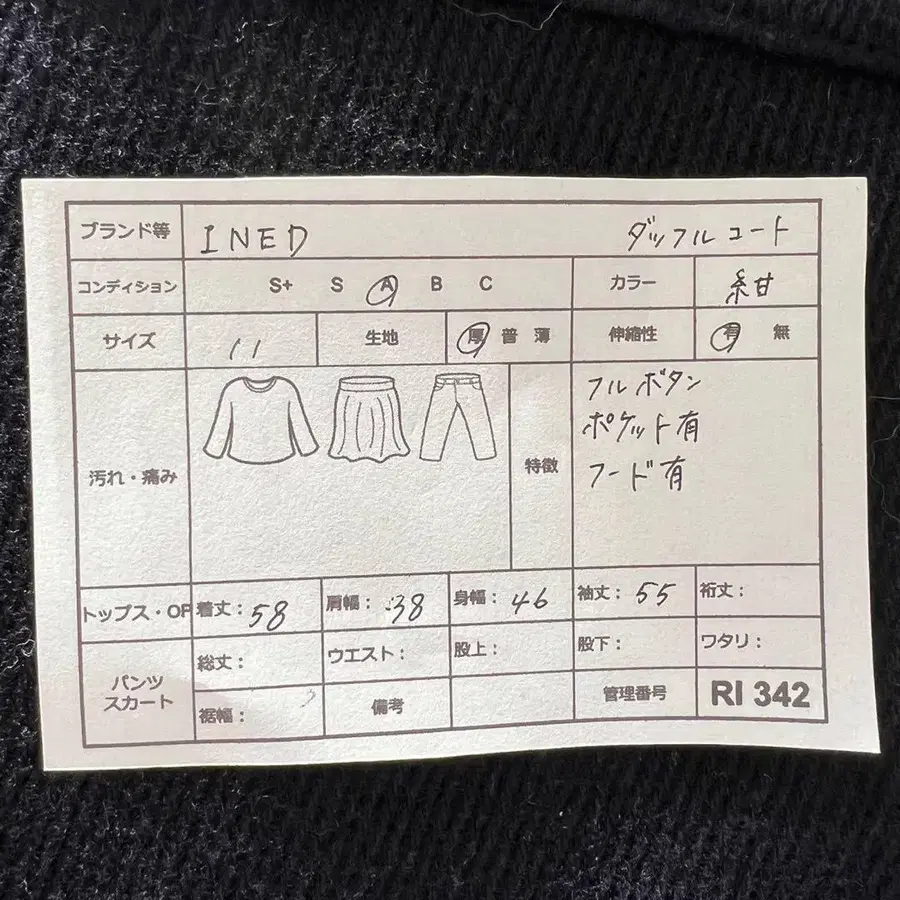 ブランド等 INED ダッフルコート
コンディション S+ S A B C カラー 紺
サイズ 11 生地 厚 普 薄 伸縮性 有 無
汚れ・痛み 特徴 フルボタン
ポケット有
フード有
トップス・OP 着丈:58 肩幅:38 身幅:46 袖丈:55 裄丈:
パンツ スカート 総丈: ウエスト: 股上: 股下: ワタリ:
裾幅: 備考 管理番号 RI 342